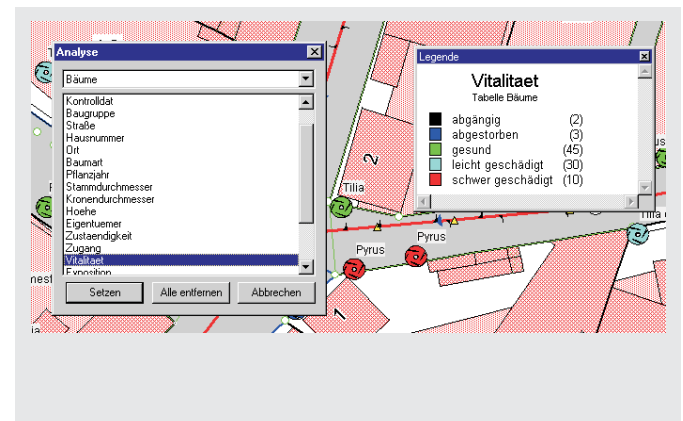 Analyse
Bäume
Kontrolldat
Baugruppe
Straße
Hausnummer
Ort
Baumart
Pflanzjahr
Stammdurchmesser
Kronendurchmesser
Hoehe
Eigentuemer
Zustaendigkeit
Zugang
Vitalitaet
Exposition
Setzen
Alle entfernen
Abbrechen
Legende
Vitalitaet
Tabelle Bäume
abgängig (2)
abgestorben (3)
gesund (45)
leicht geschädigt (30)
schwer geschädigt (10)
2
Tilia
Pyrus
Pyrus
Tilia
1